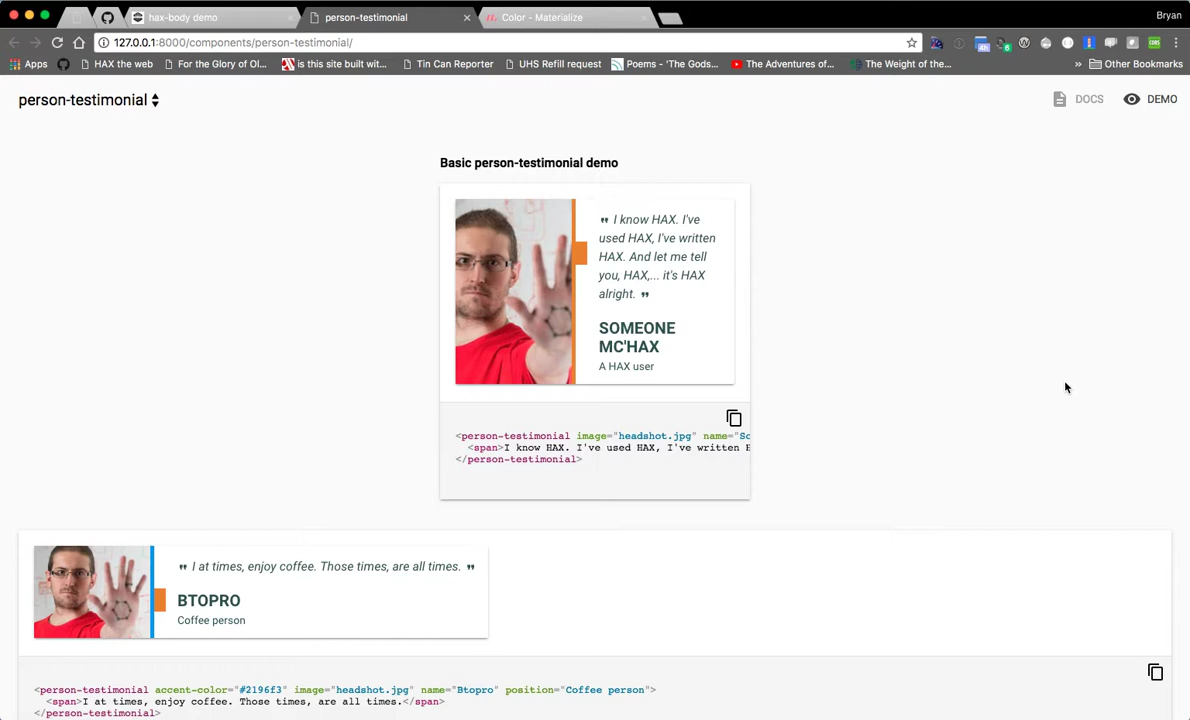 hax-body demo
person-testimonial
Color - Materialize
Bryan
127.0.0.1:8000/components/person-testimonial/
Apps
HAX the web
For the Glory of Ol...
is this site built wit...
Tin Can Reporter
UHS Refill request
Poems - 'The Gods...
The Adventures of...
The Weight of the...
» Other Bookmarks
person-testimonial
DOCS
DEMO
Basic person-testimonial demo
" I know HAX. I've
used HAX, I've written
HAX. And let me tell
you, HAX,... it's HAX
alright. "
SOMEONE
MC'HAX
A HAX user
<person-testimonial image="headshot.jpg" name="Sc
<span>I know HAX. I've used HAX, I've written H
</person-testimonial>
" I at times, enjoy coffee. Those times, are all times. "
BTOPRO
Coffee person
<person-testimonial accent-color="#2196f3" image="headshot.jpg" name="Btopro" position="Coffee person">
<span>I at times, enjoy coffee. Those times, are all times.</span>
</person-testimonial>